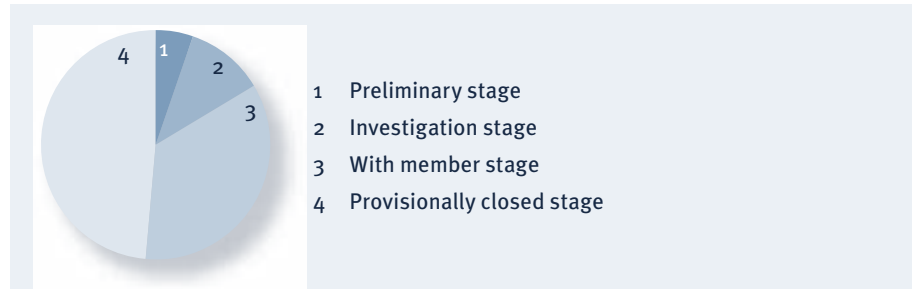 4
1
2
3
1 Preliminary stage
2 Investigation stage
3 With member stage
4 Provisionally closed stage